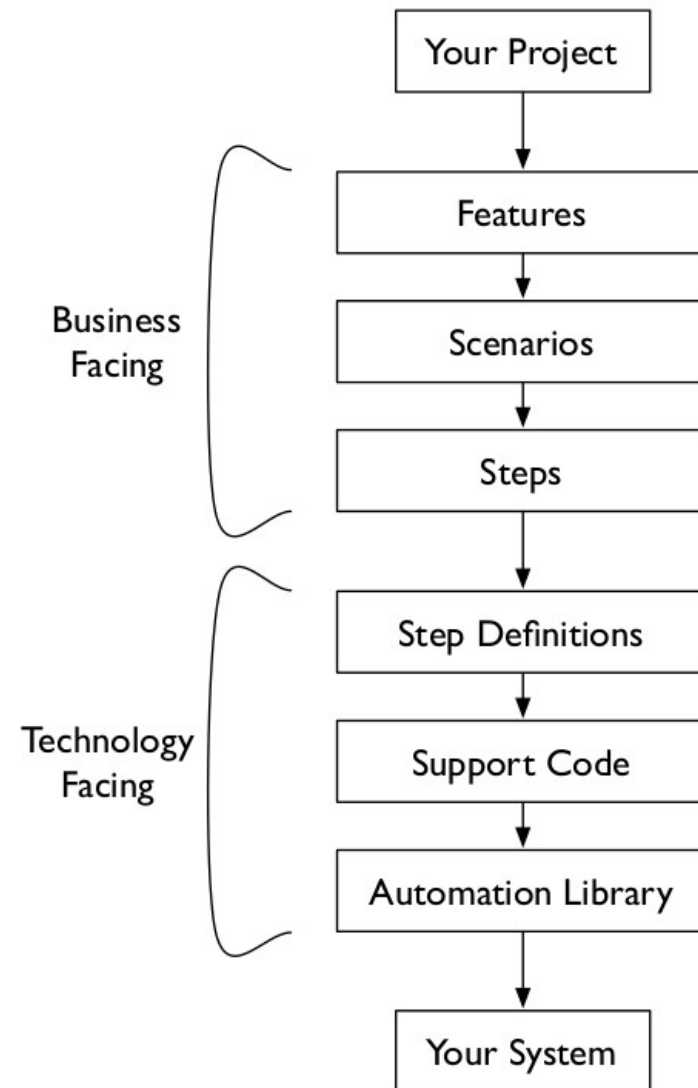 Your Project
Features
Business
Facing
Scenarios
Steps
Step Definitions
Technology
Facing
Support Code
Automation Library
Your System